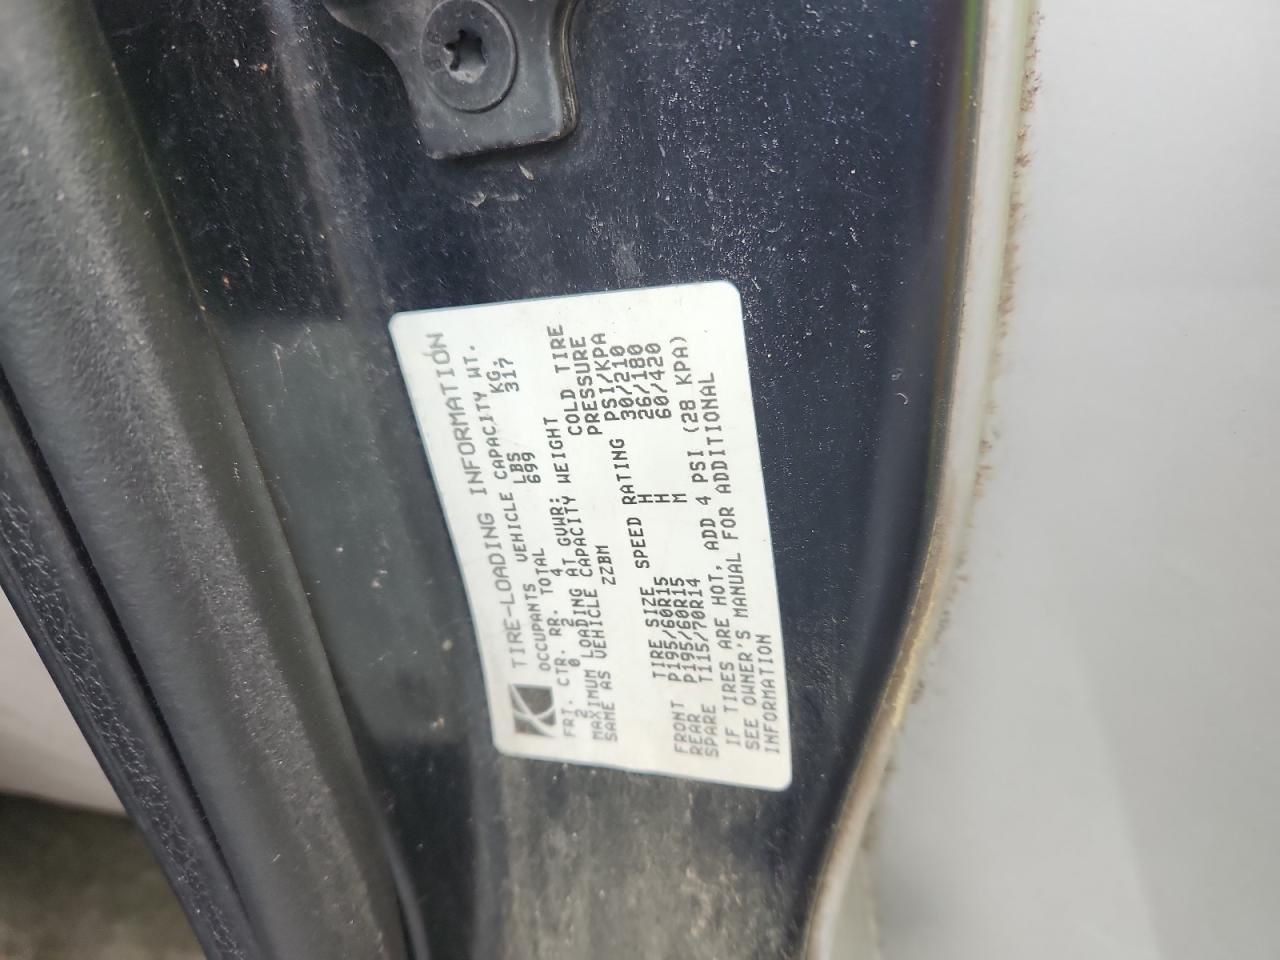 TIRE-LOADING INFORMATION
OCCUPANTS VEHICLE CAPACITY WT.
FRT. CTR. RR. TOTAL LBS KG.
2 0 2 4 699 317
MAXIMUM LOADING AT GVWR:
SAME AS VEHICLE CAPACITY WEIGHT
ZZBM COLD TIRE
PRESSURE
TIRE SIZE SPEED RATING PSI/KPA
FRONT P195/60R15 H 30/210
REAR P195/60R15 H 26/180
SPARE T115/70R14 M 60/420
IF TIRES ARE HOT, ADD 4 PSI (28 KPA)
SEE OWNER'S MANUAL FOR ADDITIONAL
INFORMATION